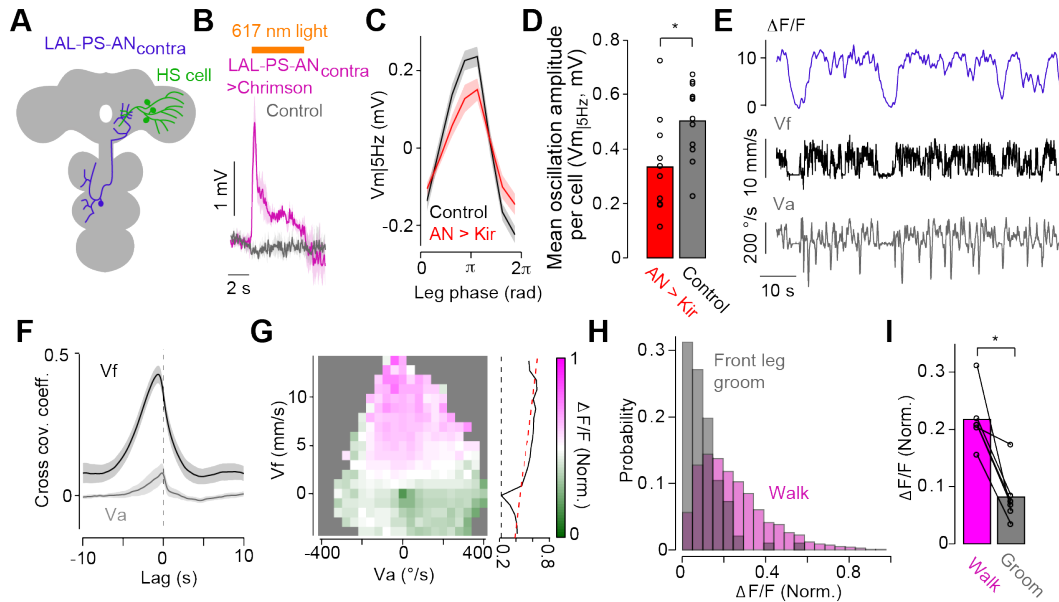 A
LAL-PS-ANcontra
HS cell
B
617 nm light
LAL-PS-ANcontra
>Chrimson
Control
1 mV
2 s
C
Vm|5Hz (mV)
0.2
0
-0.2
Control
AN > Kir
0
π
2π
Leg phase (rad)
D
Mean oscillation amplitude
per cell (Vm|5Hz, mV)
0.8
0.6
0.4
0.2
0
*
AN > Kir
Control
E
ΔF/F
10
0
Vf
10 mm/s
Va
200 °/s
10 s
F
Cross cov. coeff.
0.5
0
Vf
Va
-10
0
10
Lag (s)
G
Vf (mm/s)
10
5
0
-400
0
400
Va (°/s)
0.2
0.8
1
0
ΔF/F (Norm.)
H
Probability
0.3
0.2
0.1
0
Front leg
groom
Walk
0
0.4
0.8
ΔF/F (Norm.)
I
ΔF/F (Norm.)
0.3
0.2
0.1
0
*
Walk
Groom